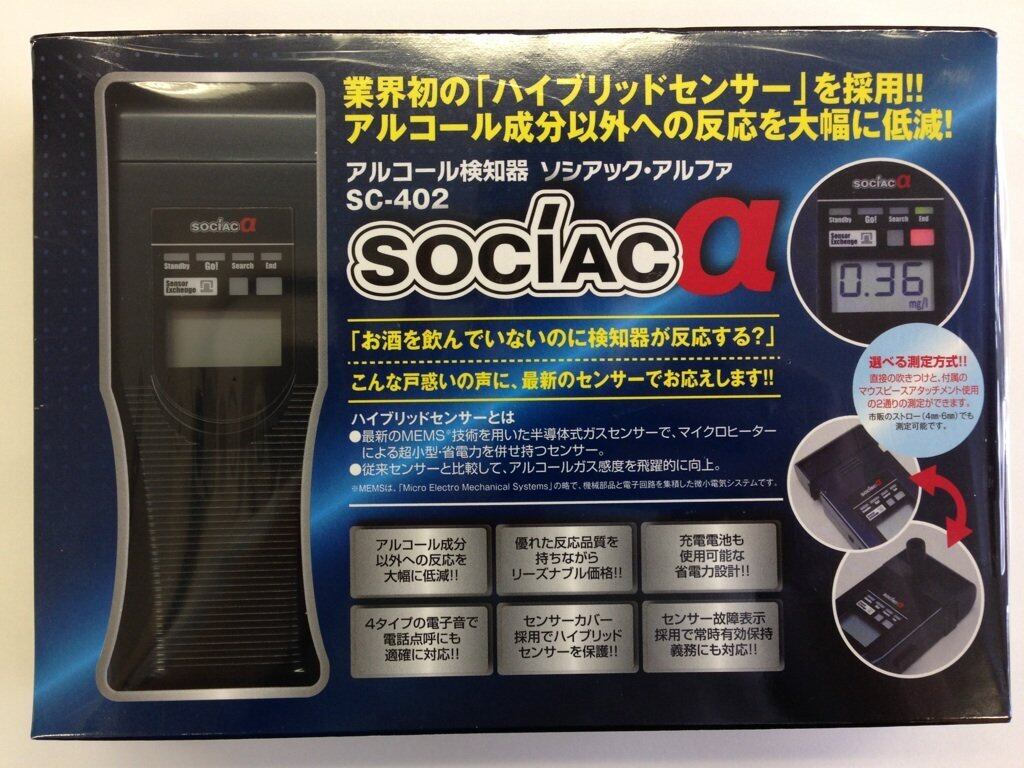 業界初の「ハイブリッドセンサー」を採用!!
アルコール成分以外への反応を大幅に低減!
アルコール検知器 ソシアック・アルファ
SC-402
SOCIAC α
「お酒を飲んでいないのに検知器が反応する?」
こんな戸惑いの声に、最新のセンサーでお応えします!!
ハイブリッドセンサーとは
●最新のMEMS※技術を用いた半導体式ガスセンサーで、マイクロヒーター
による超小型・省電力を併せ持つセンサー。
●従来センサーと比較して、アルコールガス感度を飛躍的に向上。
※MEMSは、「Micro Electro Mechanical Systems」の略で、機械部品と電子回路を集積した微小電気システムです。
アルコール成分
以外への反応を
大幅に低減!!
優れた反応品質を
持ちながら
リーズナブル価格!!
充電電池も
使用可能な
省電力設計!!
4タイプの電子音で
電話点呼にも
適確に対応!!
センサーカバー
採用でハイブリッド
センサーを保護!!
センサー故障表示
採用で常時有効保持
義務にも対応!!
SOCIAC α
Standby Go! Search End
Sensor
Exchange
SOCIAC α
Standby Go! Search End
Sensor
Exchange
0.36
mg/l
選べる測定方式!!
直接の吹きつけと、付属の
マウスピースアタッチメント使用
の2通りの測定ができます。
市販のストロー(4mm・6mm)でも
測定可能です。
SOCIAC α